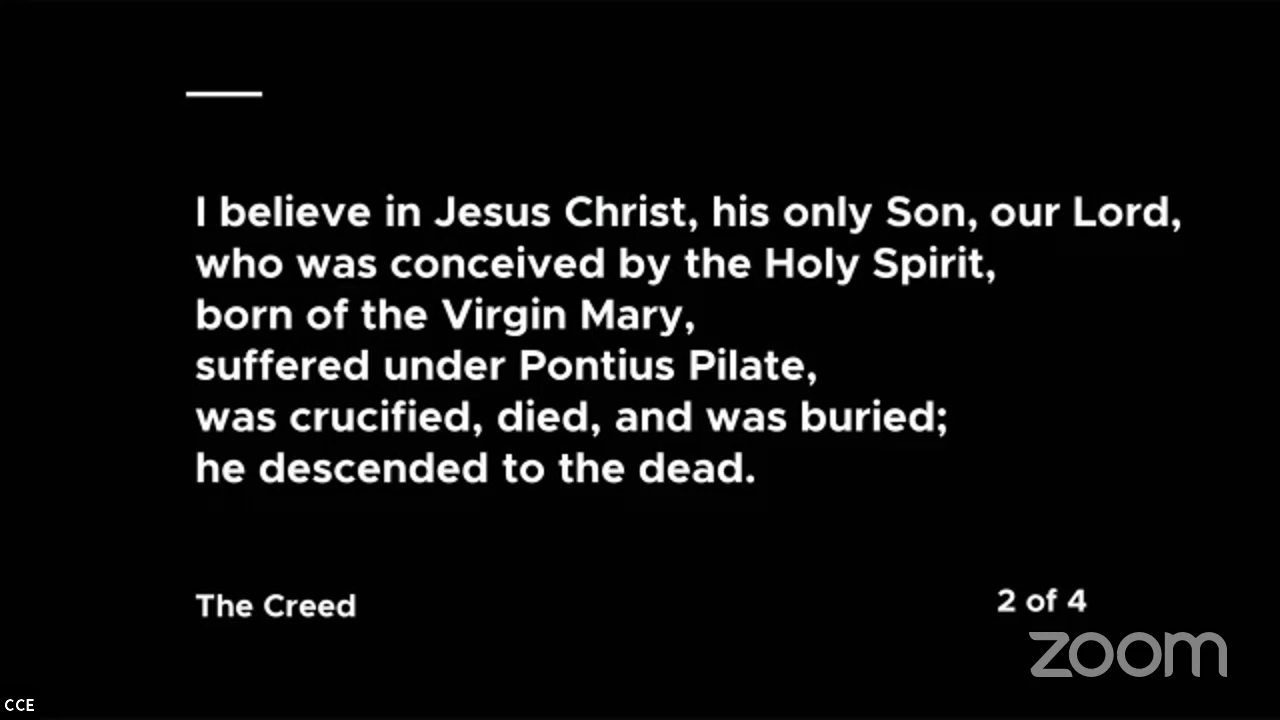 I believe in Jesus Christ, his only Son, our Lord,
who was conceived by the Holy Spirit,
born of the Virgin Mary,
suffered under Pontius Pilate,
was crucified, died, and was buried;
he descended to the dead.
The Creed
2 of 4
zoom
CCE